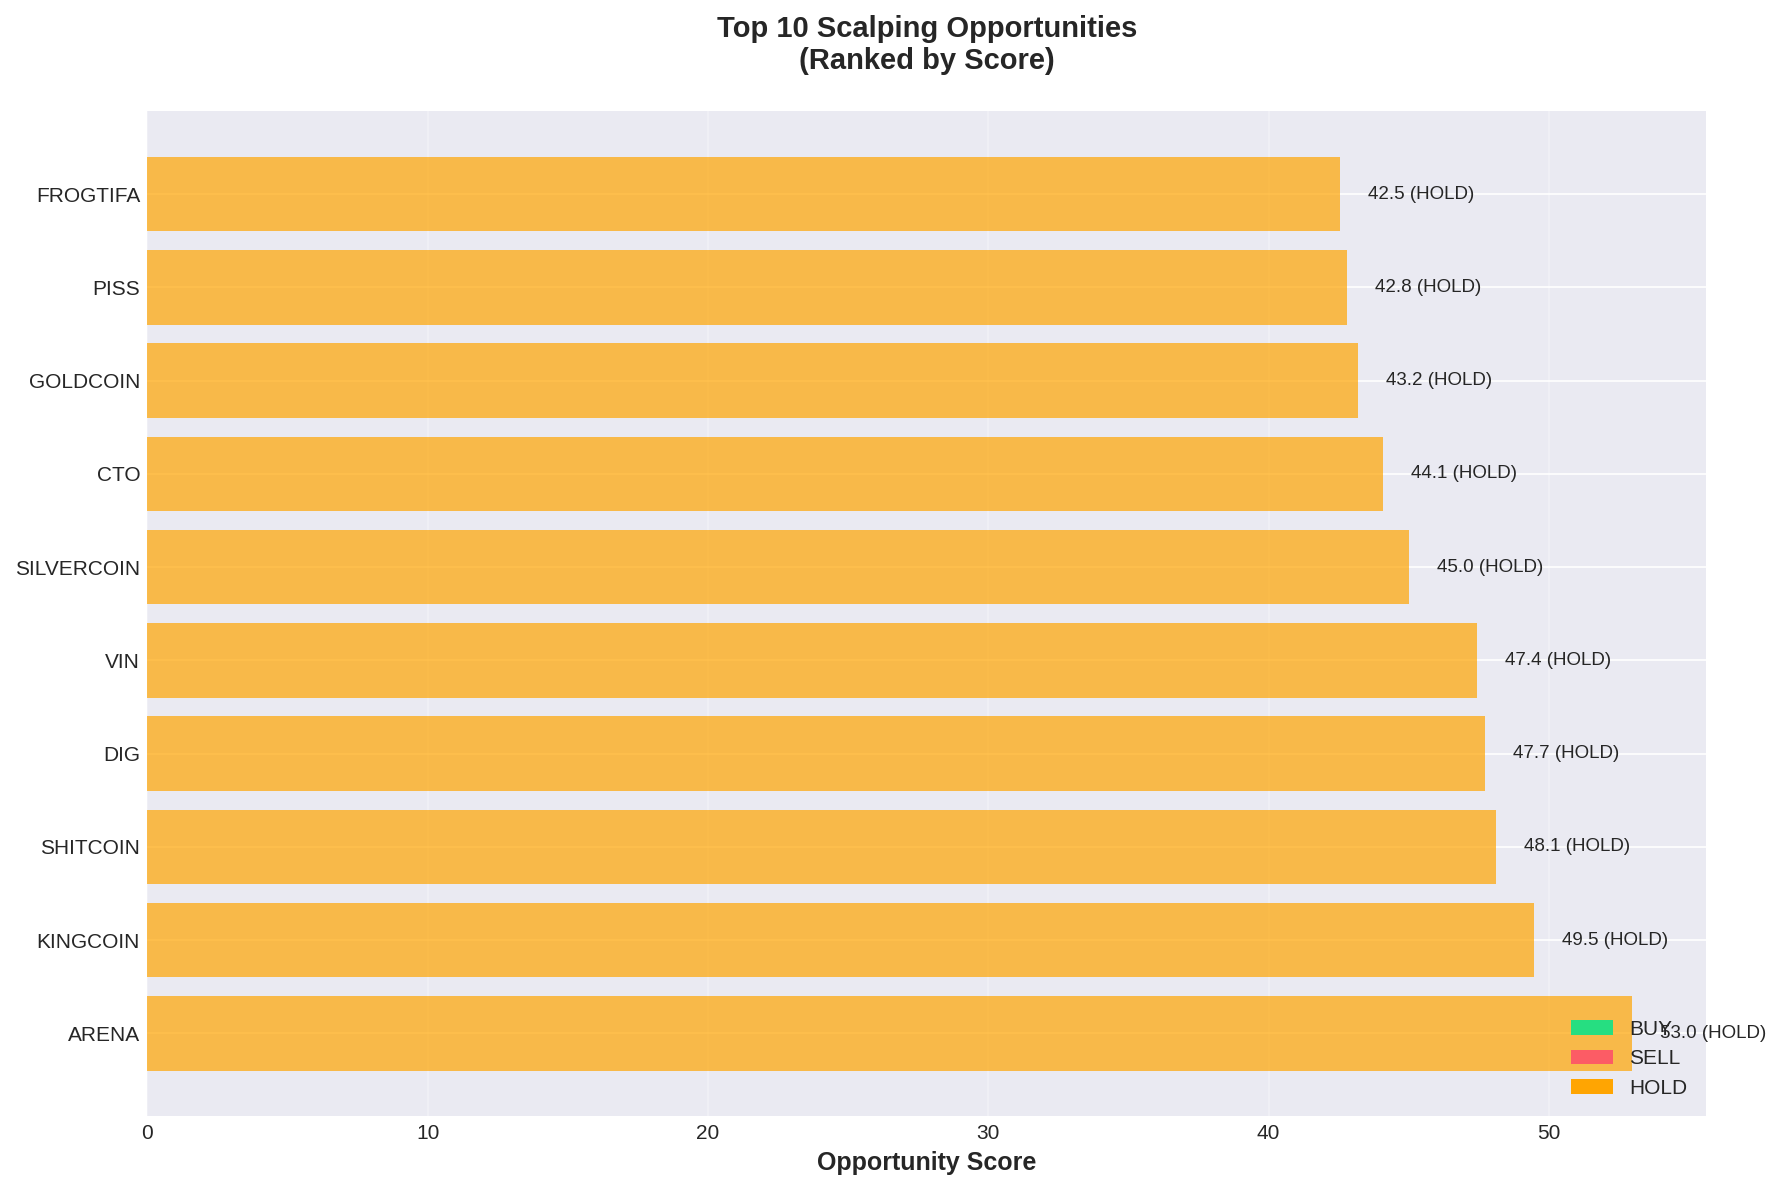 Top 10 Scalping Opportunities
(Ranked by Score)
FROGTIFA
42.5 (HOLD)
PISS
42.8 (HOLD)
GOLDCOIN
43.2 (HOLD)
CTO
44.1 (HOLD)
SILVERCOIN
45.0 (HOLD)
VIN
47.4 (HOLD)
DIG
47.7 (HOLD)
SHITCOIN
48.1 (HOLD)
KINGCOIN
49.5 (HOLD)
ARENA
53.0 (HOLD)
BUY
SELL
HOLD
0 10 20 30 40 50
Opportunity Score